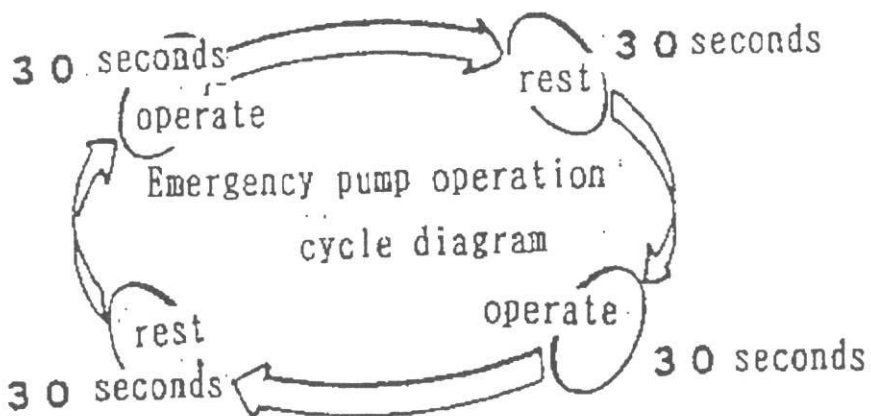 30 seconds
operate
rest
30 seconds
Emergency pump operation
cycle diagram
operate
30 seconds
rest
30 seconds